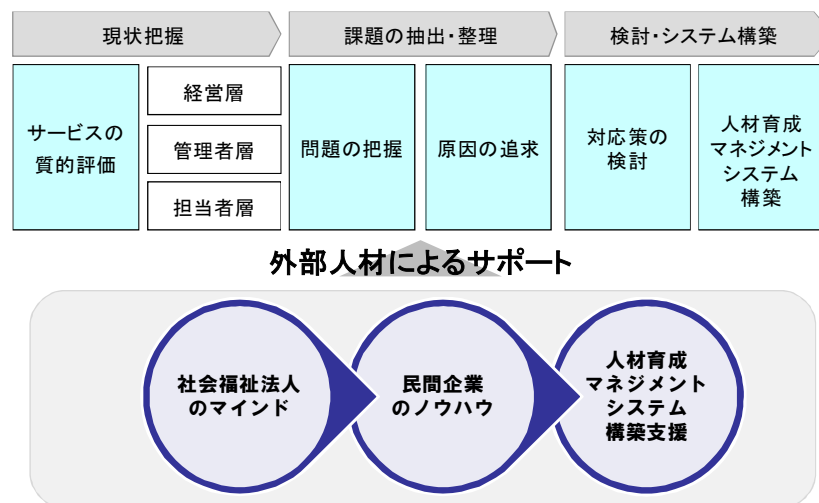 現状把握
課題の抽出・整理
検討・システム構築
サービスの
質的評価
経営層
管理者層
担当者層
問題の把握
原因の追求
対応策の
検討
人材育成
マネジメント
システム
構築
外部人材によるサポート
社会福祉法人
のマインド
民間企業
のノウハウ
人材育成
マネジメント
システム
構築支援